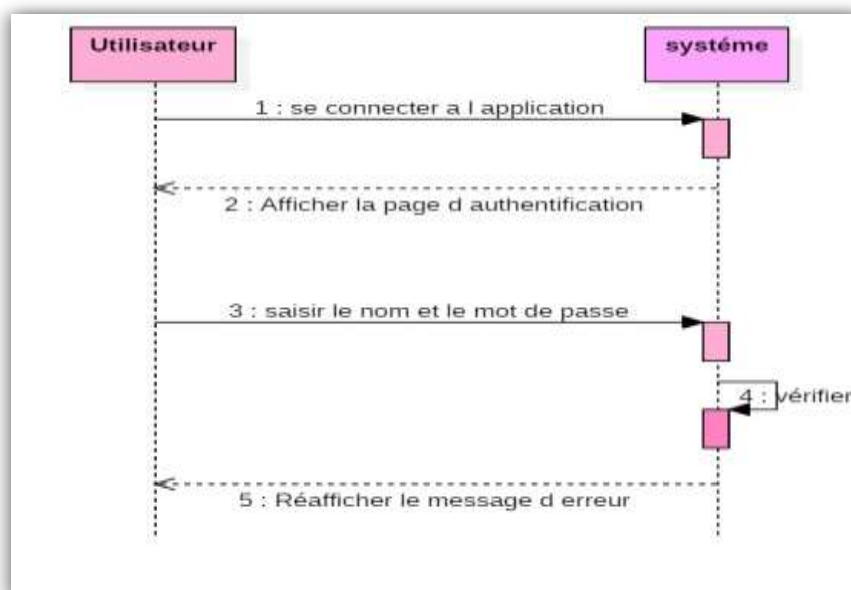 Utilisateur
systéme
1 : se connecter a l application
2 : Afficher la page d authentification
3 : saisir le nom et le mot de passe
4 : vérifier
5 : Réafficher le message d erreur